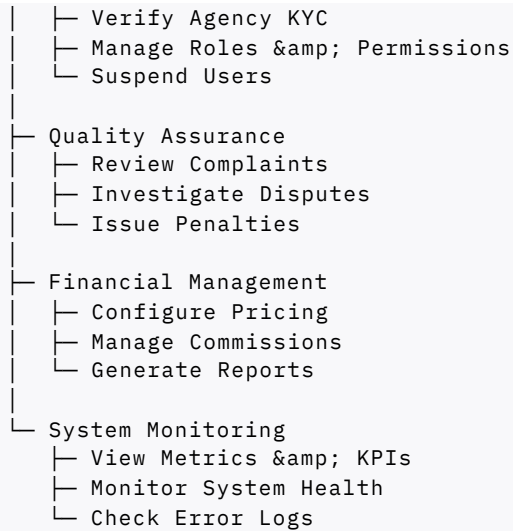 │  ├─ Verify Agency KYC
│  ├─ Manage Roles &amp; Permissions
│  └─ Suspend Users
│
├─ Quality Assurance
│  ├─ Review Complaints
│  ├─ Investigate Disputes
│  └─ Issue Penalties
│
├─ Financial Management
│  ├─ Configure Pricing
│  ├─ Manage Commissions
│  └─ Generate Reports
│
└─ System Monitoring
   ├─ View Metrics &amp; KPIs
   ├─ Monitor System Health
   └─ Check Error Logs